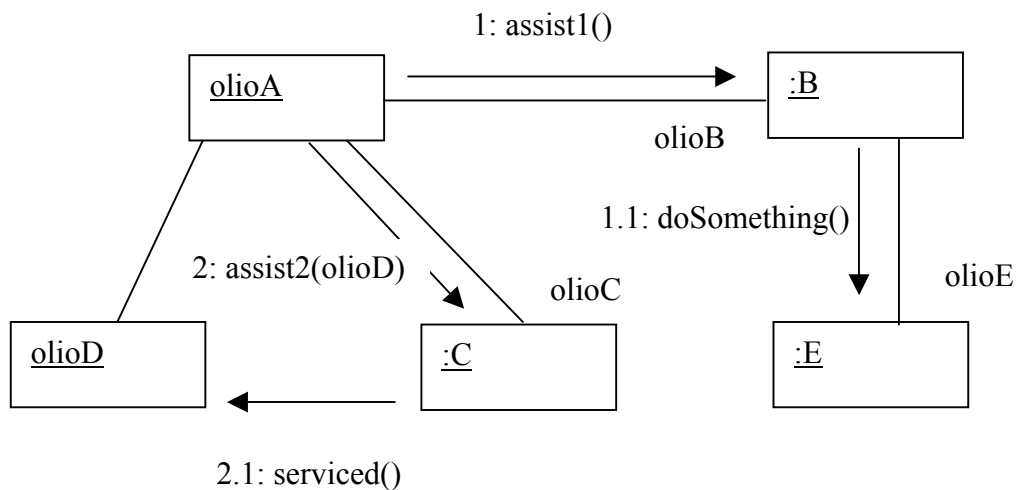 1: assist1()
olioA
:B
olioB
1.1: doSomething()
2: assist2(olioD)
olioC
olioE
olioD
:C
:E
2.1: serviced()